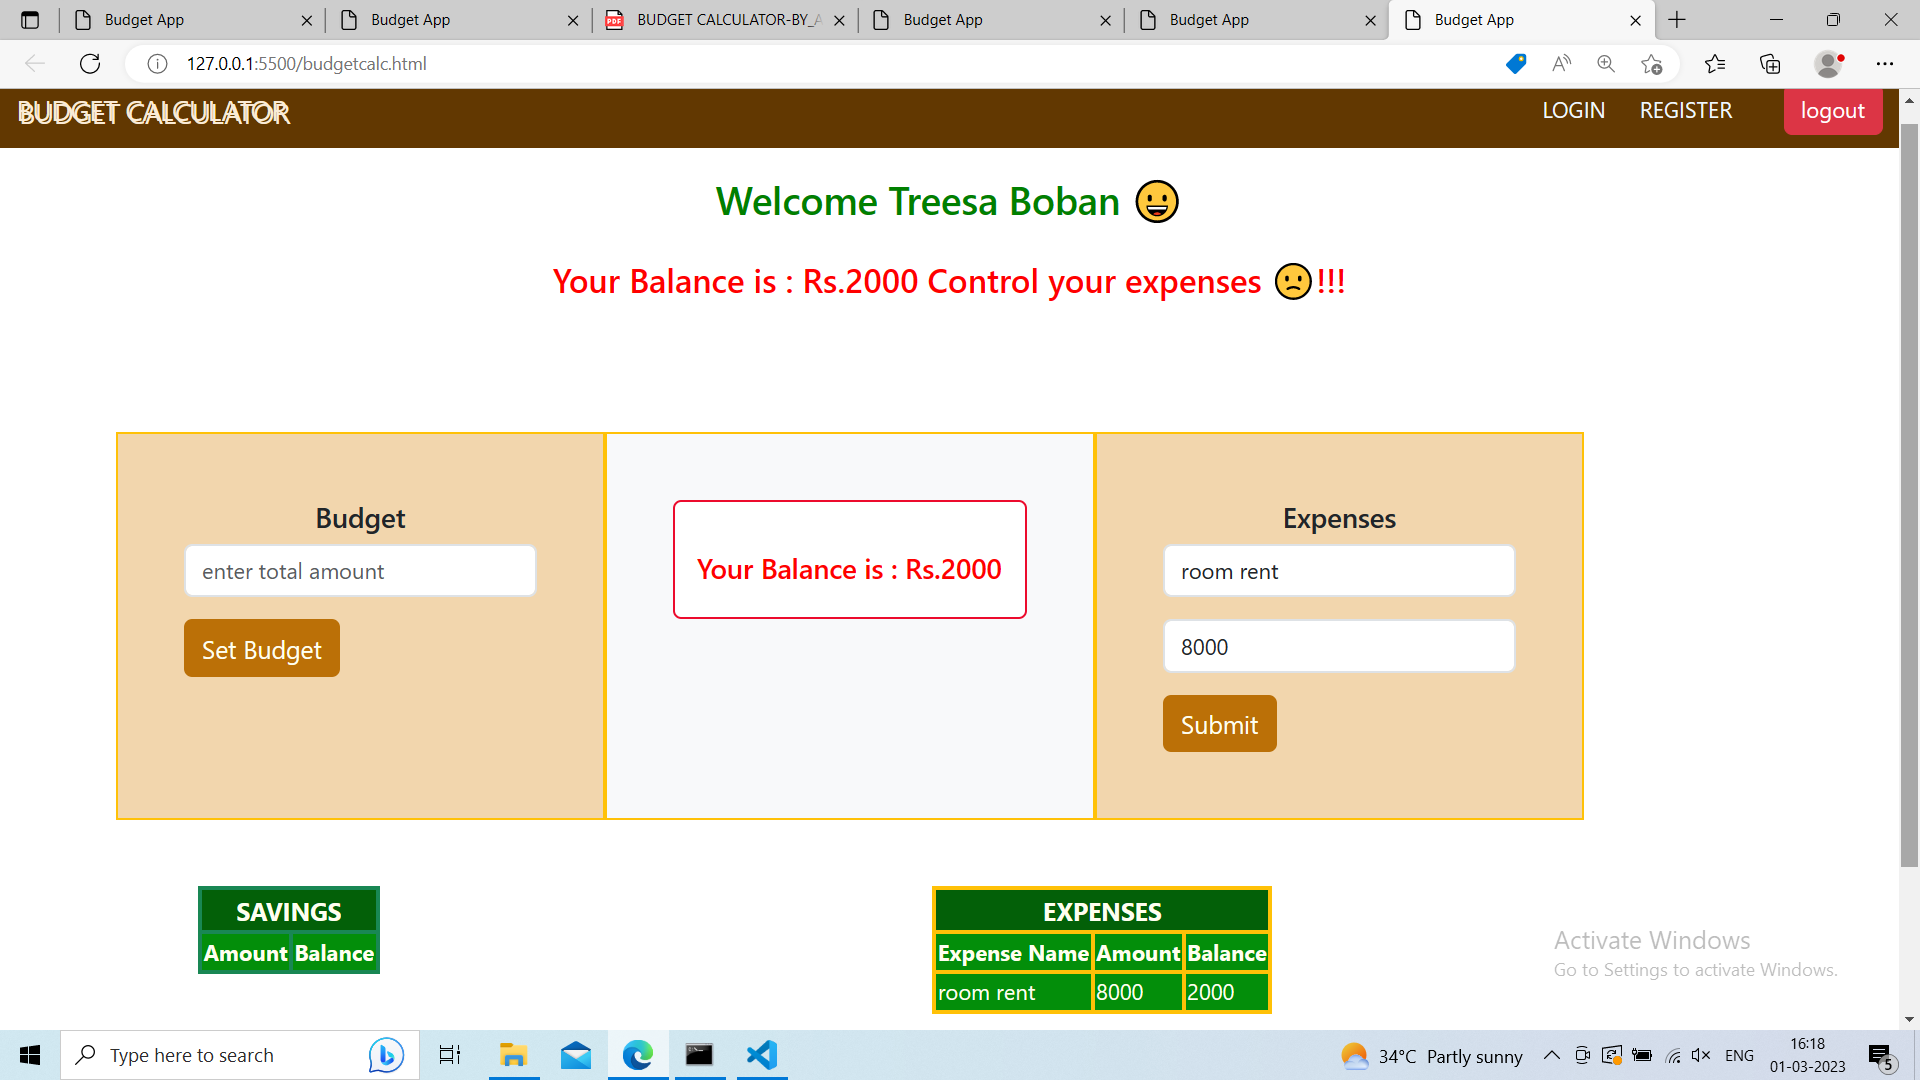 Budget App
Budget App
BUDGET CALCULATOR-BY_A
Budget App
Budget App
Budget App
127.0.0.1:5500/budgetcalc.html
BUDGET CALCULATOR
LOGIN REGISTER logout
Welcome Treesa Boban 😀
Your Balance is : Rs.2000 Control your expenses 🙁!!!
Budget
enter total amount
Set Budget
Your Balance is : Rs.2000
Expenses
room rent
8000
Submit
SAVINGS
Amount Balance
EXPENSES
Expense Name Amount Balance
room rent 8000 2000
Activate Windows
Go to Settings to activate Windows.
Type here to search
34°C Partly sunny
ENG
16:18
01-03-2023
5